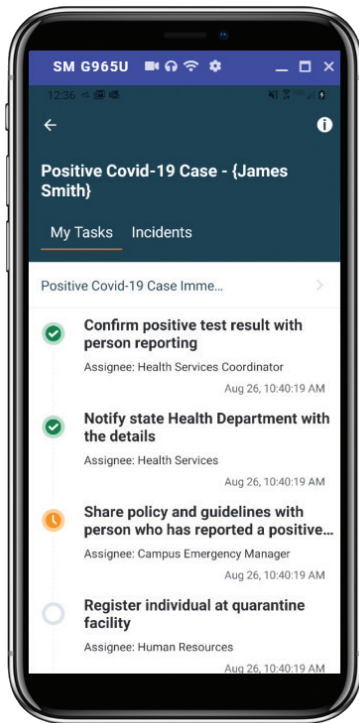 SM G965U
12:36
Positive Covid-19 Case - {James
Smith}
My Tasks Incidents
Positive Covid-19 Case Imme...
Confirm positive test result with
person reporting
Assignee: Health Services Coordinator
Aug 26, 10:40:19 AM
Notify state Health Department with
the details
Assignee: Health Services
Aug 26, 10:40:19 AM
Share policy and guidelines with
person who has reported a positive...
Assignee: Campus Emergency Manager
Aug 26, 10:40:19 AM
Register individual at quarantine
facility
Assignee: Human Resources
Aug 26, 10:40:19 AM